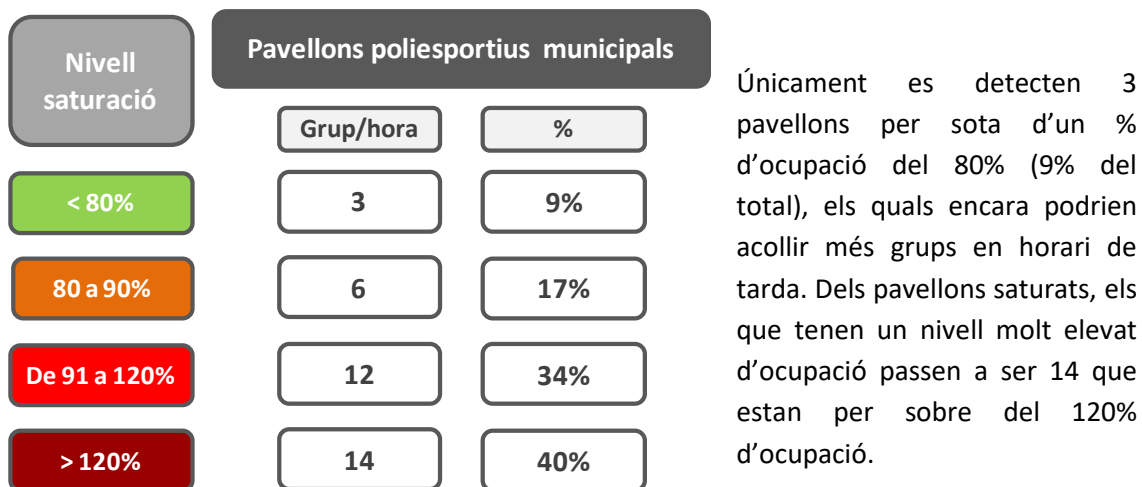 Nivell
saturació
Pavellons poliesportius municipals
Grup/hora %
< 80% 3 9%
80 a 90% 6 17%
De 91 a 120% 12 34%
> 120% 14 40%
Únicament es detecten 3
pavellons per sota d'un %
d'ocupació del 80% (9% del
total), els quals encara podrien
acollir més grups en horari de
tarda. Dels pavellons saturats, els
que tenen un nivell molt elevat
d'ocupació passen a ser 14 que
estan per sobre del 120%
d'ocupació.